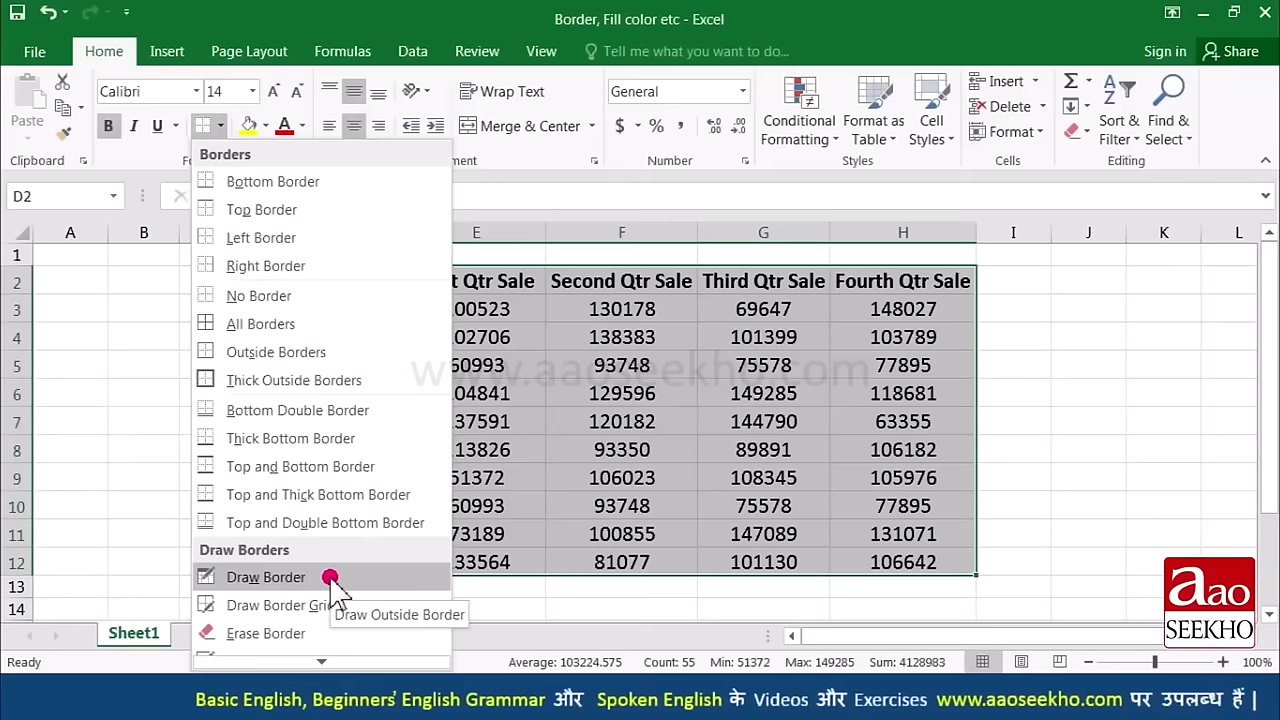 Border, Fill color etc - Excel
File Home Insert Page Layout Formulas Data Review View Tell me what you want to do... Sign in Share
Paste
Clipboard
Calibri 14
B I U
Wrap Text
Merge & Center
General
$ % ,
Number
Conditional Formatting
Format as Table
Cell Styles
Styles
Insert
Delete
Format
Cells
Sort & Filter
Find & Select
Editing
D2
Borders
Bottom Border
Top Border
Left Border
Right Border
No Border
All Borders
Outside Borders
Thick Outside Borders
Bottom Double Border
Thick Bottom Border
Top and Bottom Border
Top and Thick Bottom Border
Top and Double Bottom Border
Draw Borders
Draw Border
Draw Border
Erase Border
Draw Outside Border
A B E F G H I J K L
1
2 Qtr Sale Second Qtr Sale Third Qtr Sale Fourth Qtr Sale
3 00523 130178 69647 148027
4 02706 138383 101399 103789
5 60993 93748 75578 77895
6 04841 129596 149285 118681
7 37591 120182 144790 63355
8 13826 93350 89891 106182
9 51372 106023 108345 105976
10 60993 93748 75578 77895
11 73189 100855 147089 131071
12 33564 81077 101130 106642
13
14
www.aaoseekho.com
aao
SEEKHO
Sheet1
Ready Average: 103224.575 Count: 55 Min: 51372 Max: 149285 Sum: 4128983 100%
Basic English, Beginners' English Grammar और Spoken English के Videos और Exercises www.aaoseekho.com पर उपलब्ध हैं |